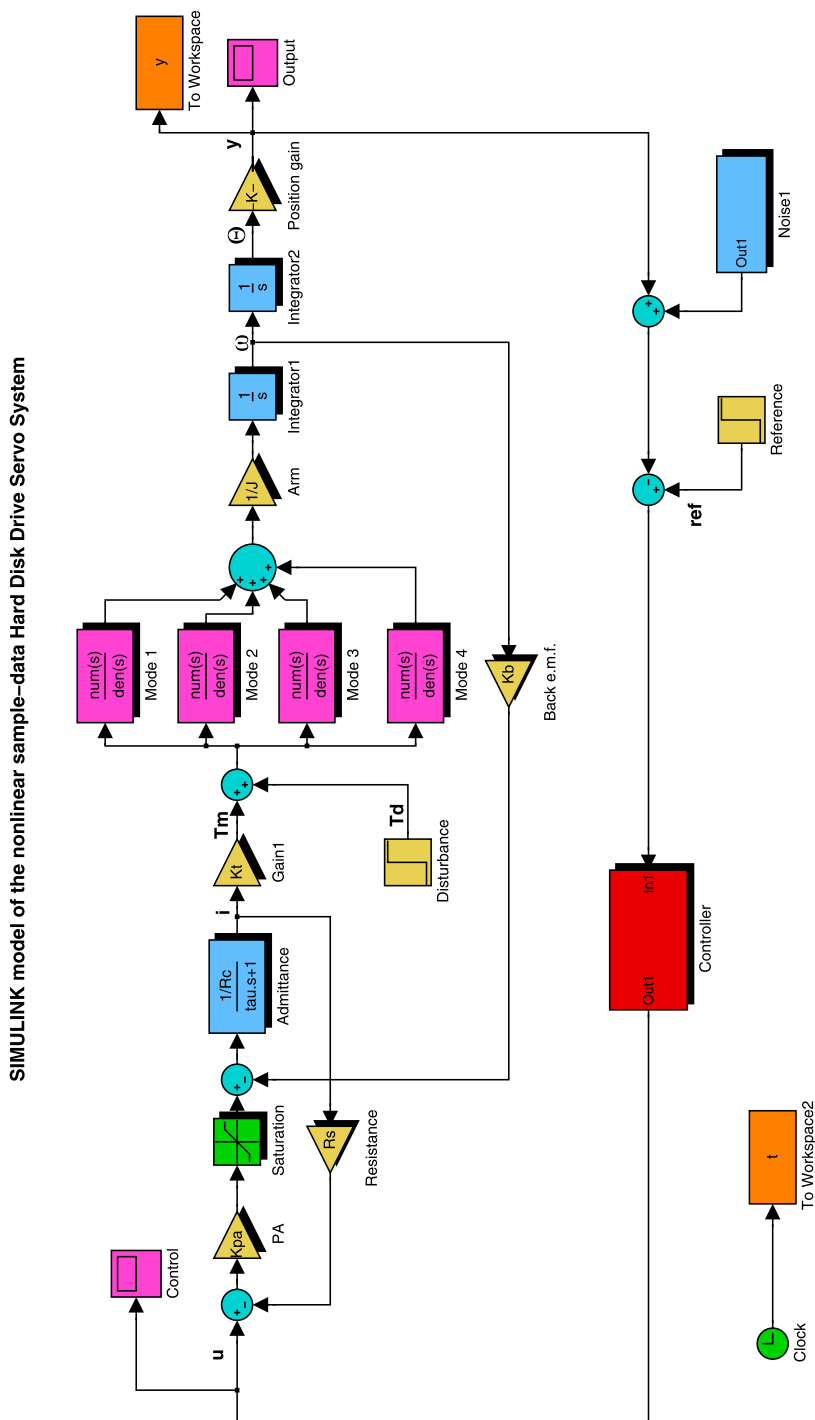 SIMULINK model of the nonlinear sample-data Hard Disk Drive Servo System
y
To Workspace
Output
y
-K-
Position gain
Θ
1
s
Integrator2
ω
1
s
Integrator1
1/J
Arm
+
+
+
+
num(s)
den(s)
Mode 1
num(s)
den(s)
Mode 2
num(s)
den(s)
Mode 3
num(s)
den(s)
Mode 4
Kb
Back e.m.f.
+
+
Tm
Td
Disturbance
Kt
Gain1
i
1/Rc
tau.s+1
Admittance
+
-
Saturation
Rs
Resistance
Kpa
PA
Control
+
-
u
Out1
Noise1
+
+
Reference
-
+
ref
In1
Out1
Controller
t
To Workspace2
Clock